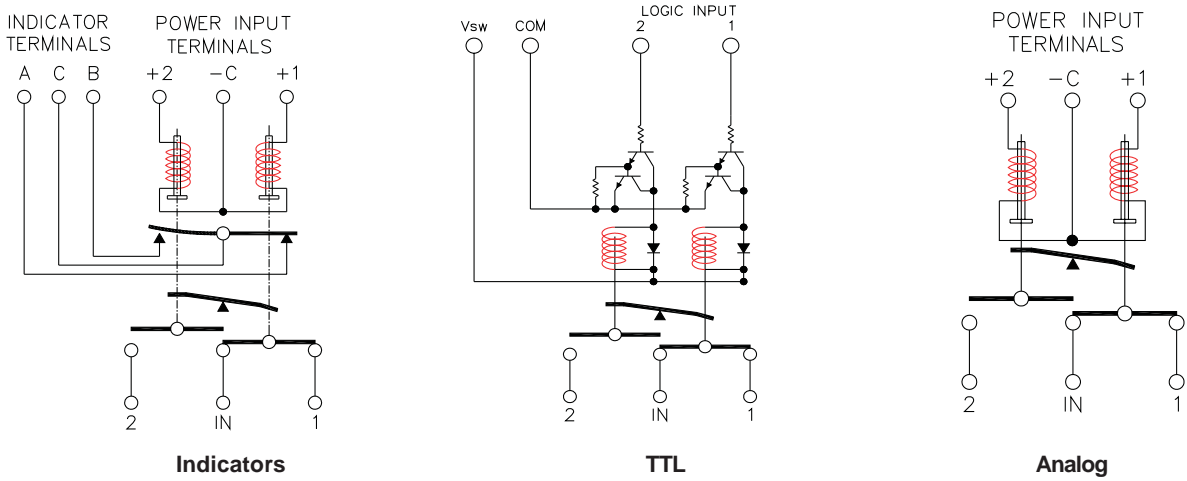 INDICATOR
TERMINALS
POWER INPUT
TERMINALS
A C B +2 −C +1
2 IN 1
Indicators
LOGIC INPUT
Vsw COM 2 1
2 IN 1
TTL
POWER INPUT
TERMINALS
+2 −C +1
2 IN 1
Analog